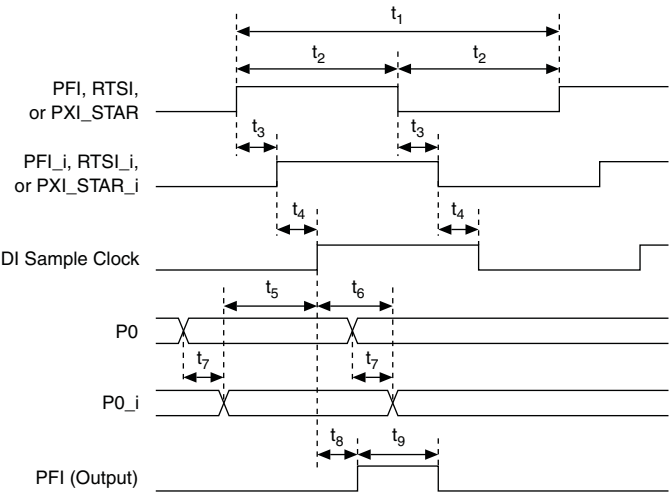 t1
t2 t2
PFI, RTSI,
or PXI_STAR
t3 t3
PFI_i, RTSI_i,
or PXI_STAR_i
t4 t4
DI Sample Clock
t5 t6
P0
t7 t7
P0_i
t8 t9
PFI (Output)